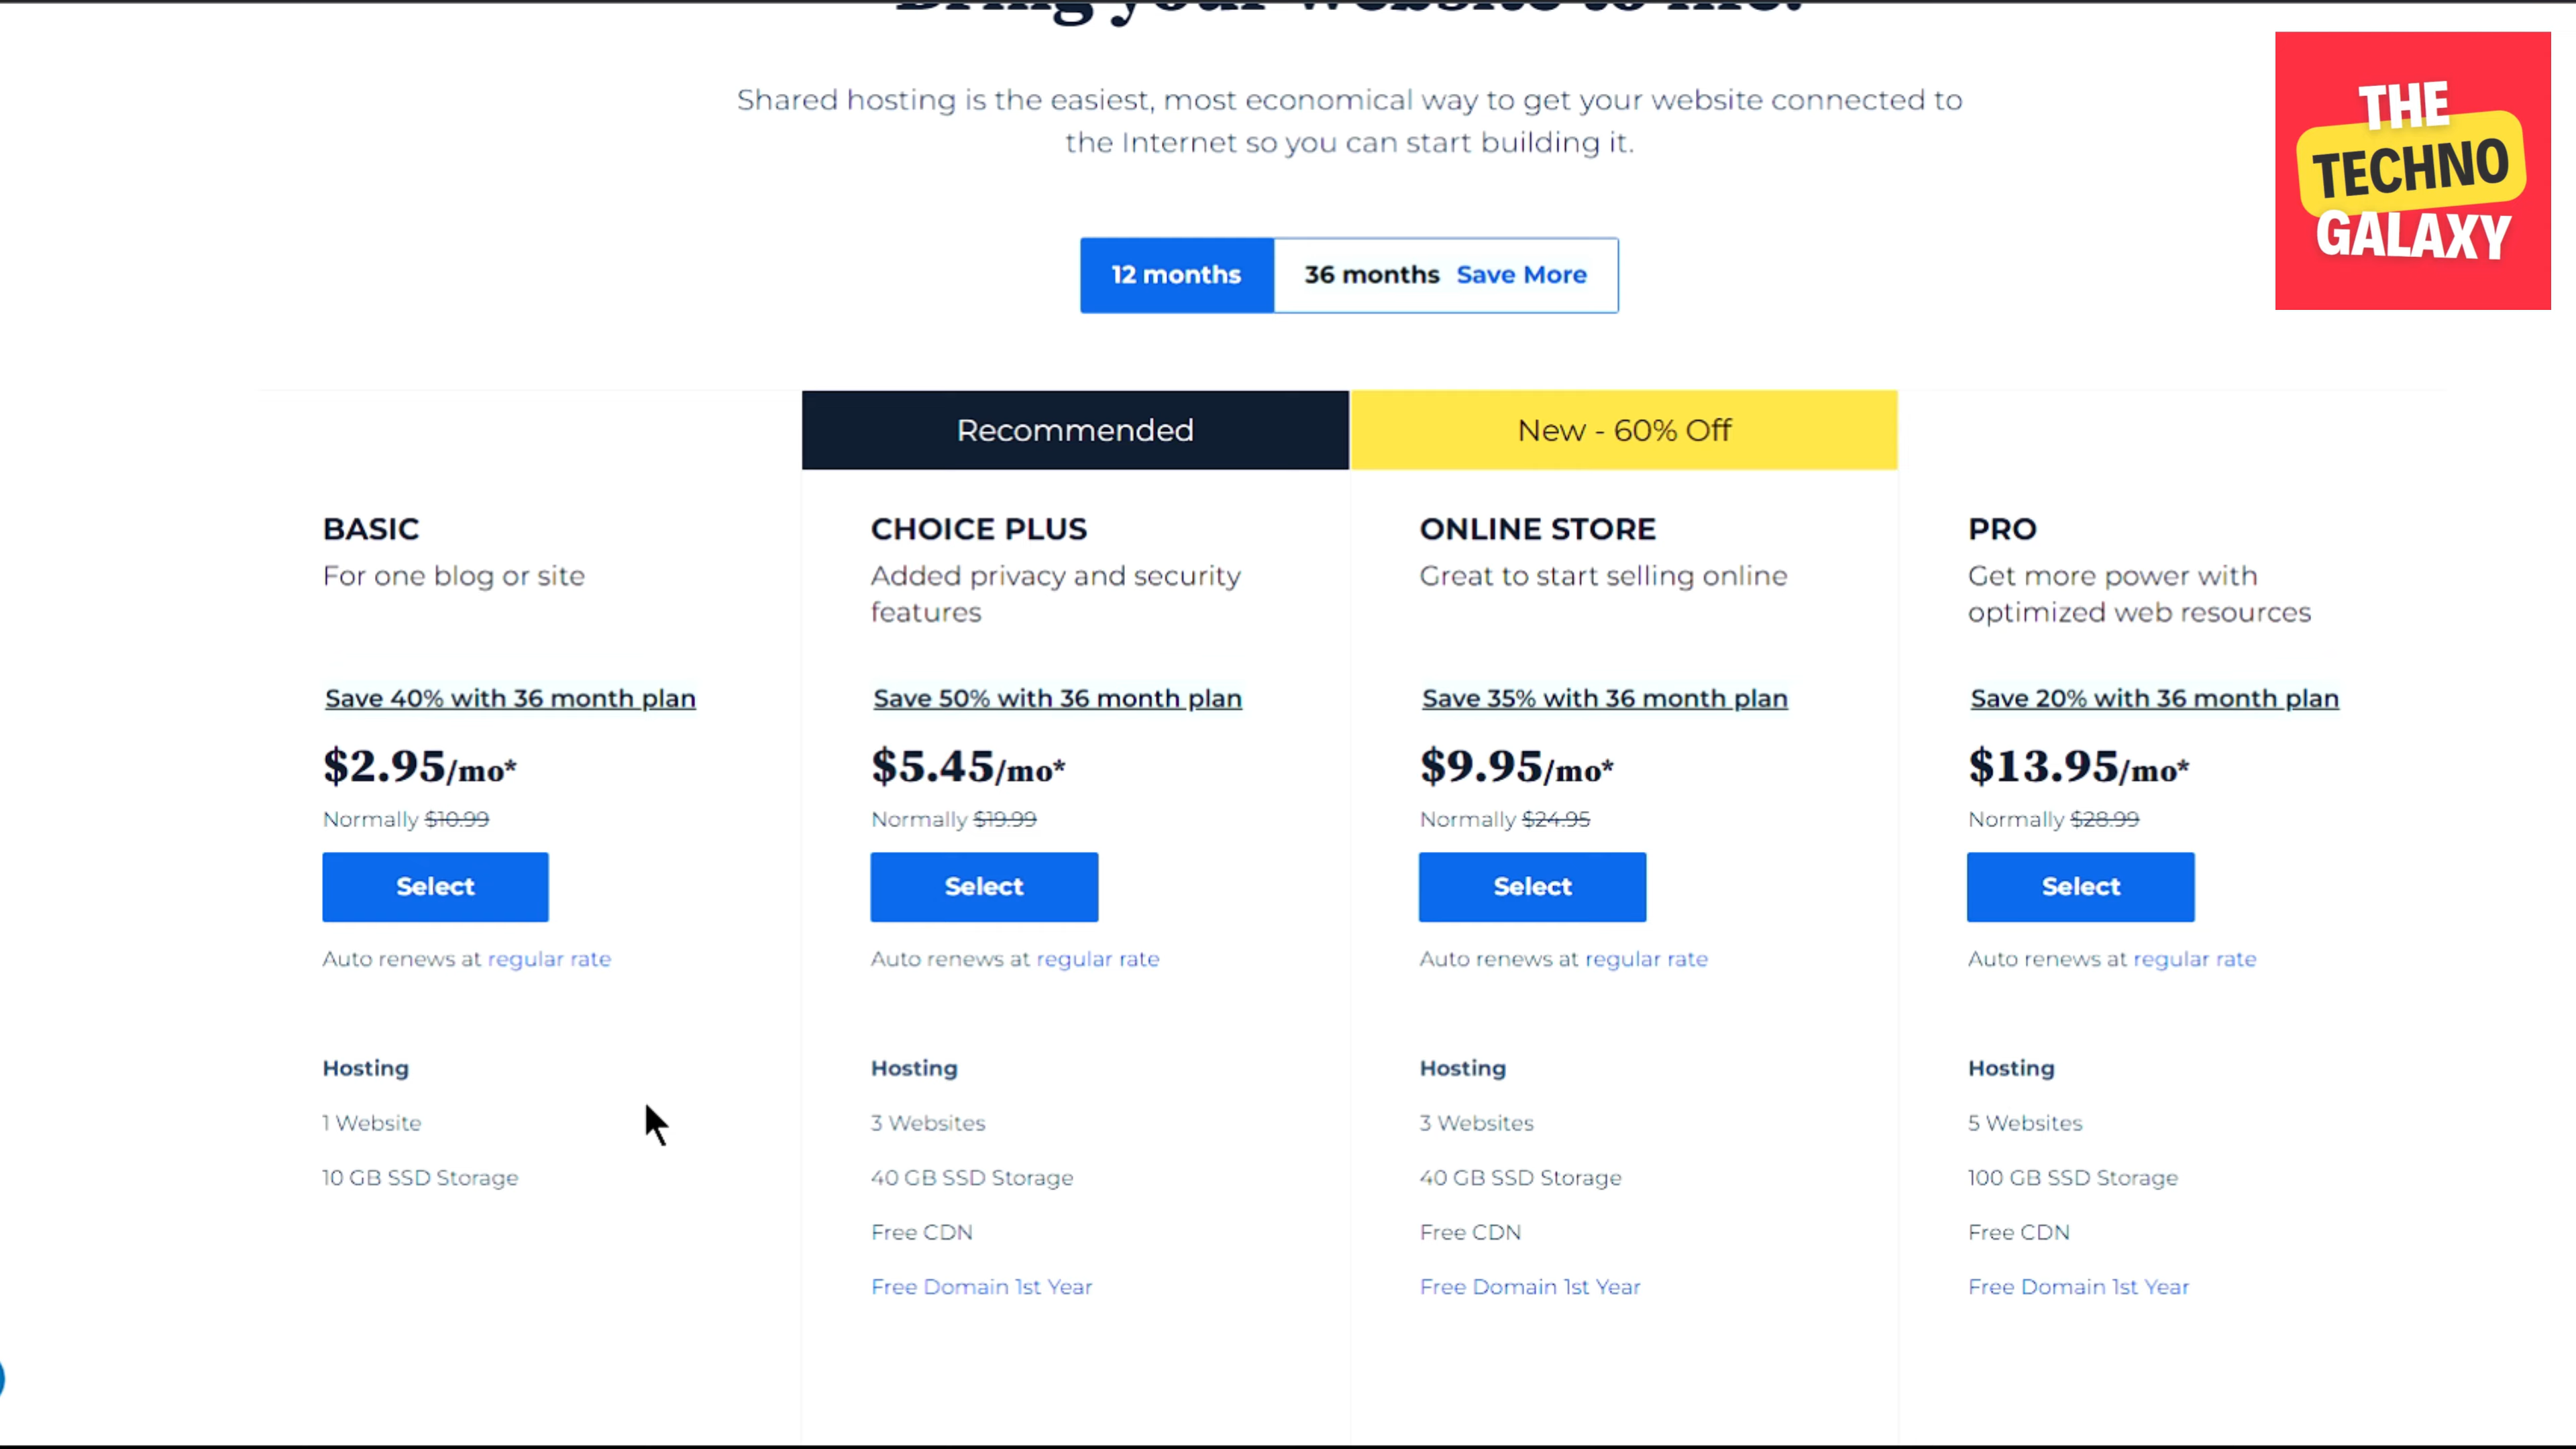 Bring your website to life.
Shared hosting is the easiest, most economical way to get your website connected to
the Internet so you can start building it.
12 months
36 months Save More
THE
TECHNO
GALAXY
Recommended
New - 60% Off
BASIC
For one blog or site
Save 40% with 36 month plan
$2.95/mo*
Normally $10.99
Select
Auto renews at regular rate
Hosting
1 Website
10 GB SSD Storage
CHOICE PLUS
Added privacy and security
features
Save 50% with 36 month plan
$5.45/mo*
Normally $19.99
Select
Auto renews at regular rate
Hosting
3 Websites
40 GB SSD Storage
Free CDN
Free Domain 1st Year
ONLINE STORE
Great to start selling online
Save 35% with 36 month plan
$9.95/mo*
Normally $24.95
Select
Auto renews at regular rate
Hosting
3 Websites
40 GB SSD Storage
Free CDN
Free Domain 1st Year
PRO
Get more power with
optimized web resources
Save 20% with 36 month plan
$13.95/mo*
Normally $28.99
Select
Auto renews at regular rate
Hosting
5 Websites
100 GB SSD Storage
Free CDN
Free Domain 1st Year